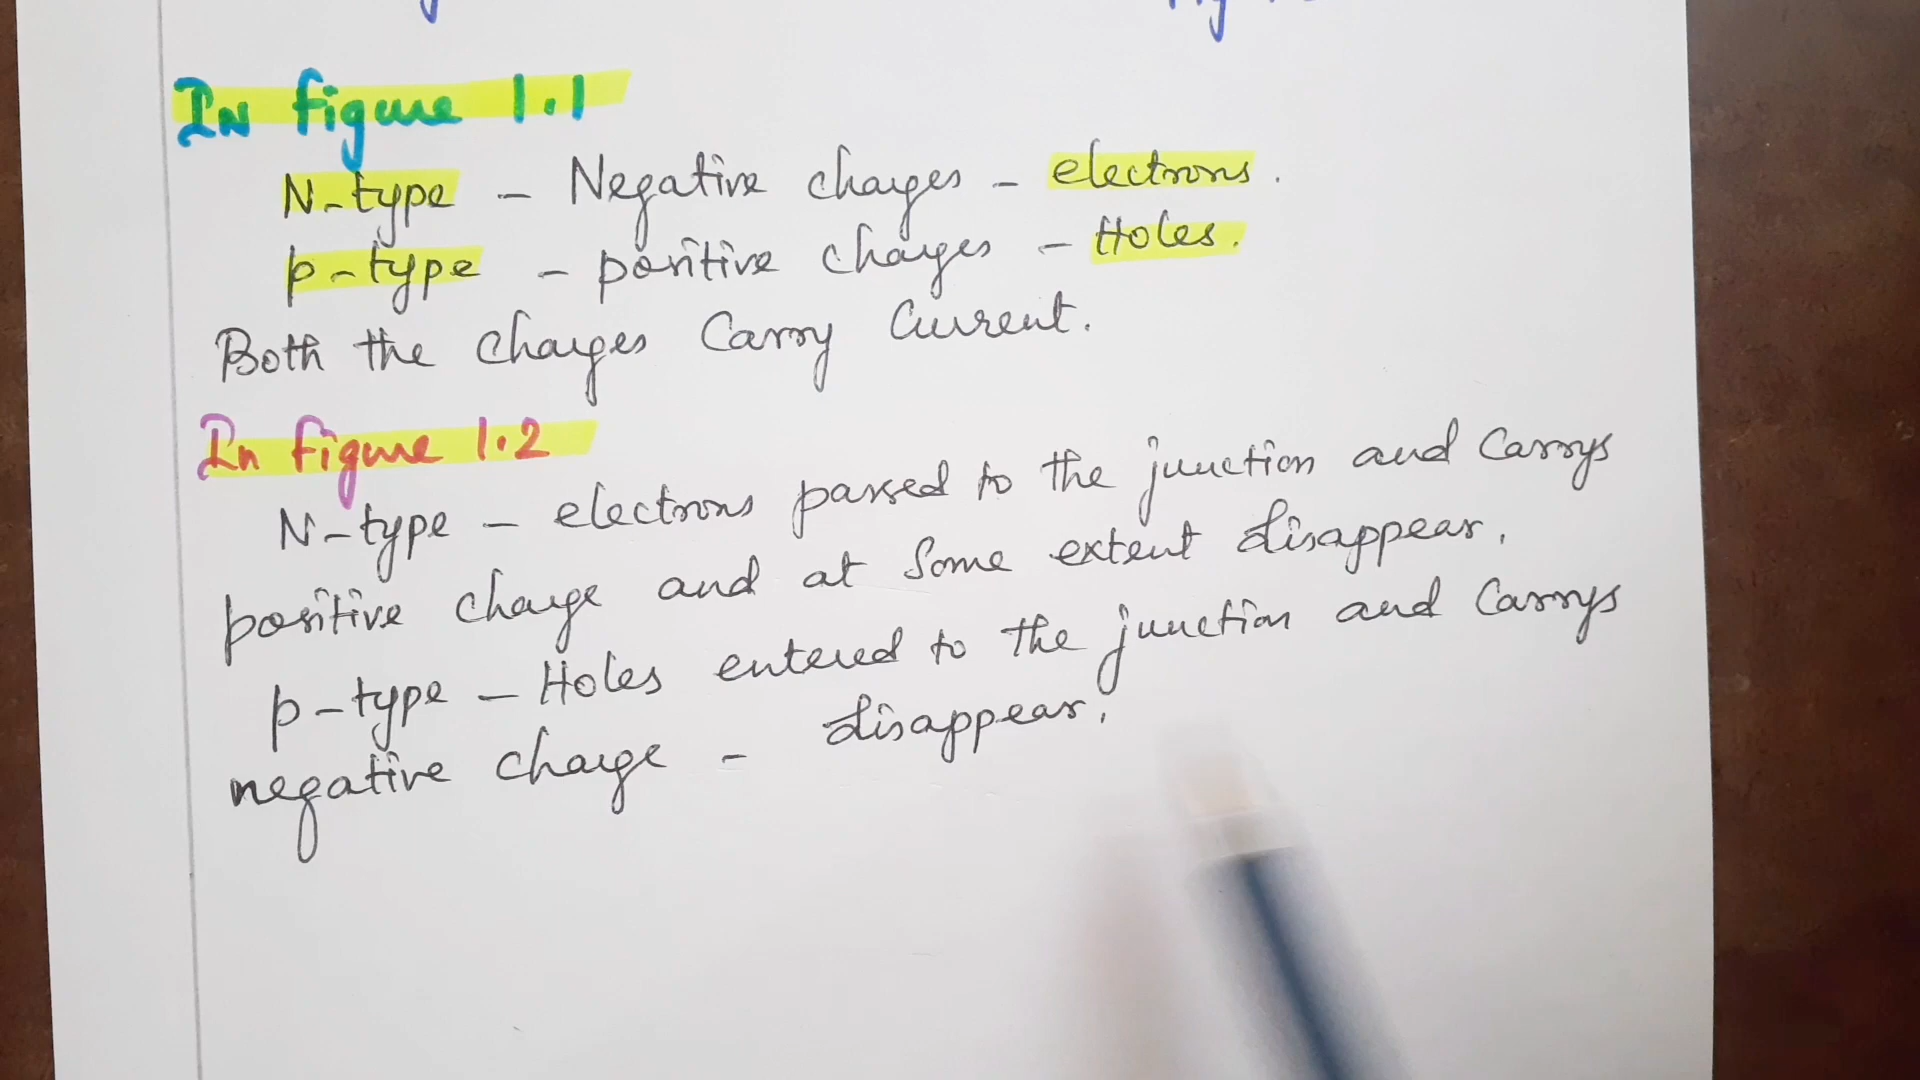 In figure 1.1
N-type - Negative charges - electrons.
p-type - positive charges - Holes.
Both the charges Carry Current.
In figure 1.2
N-type - electrons passed to the junction and Carrys
positive charge and at Some extent disappear.
p-type - Holes entered to the junction and Carrys
negative charge - disappear.